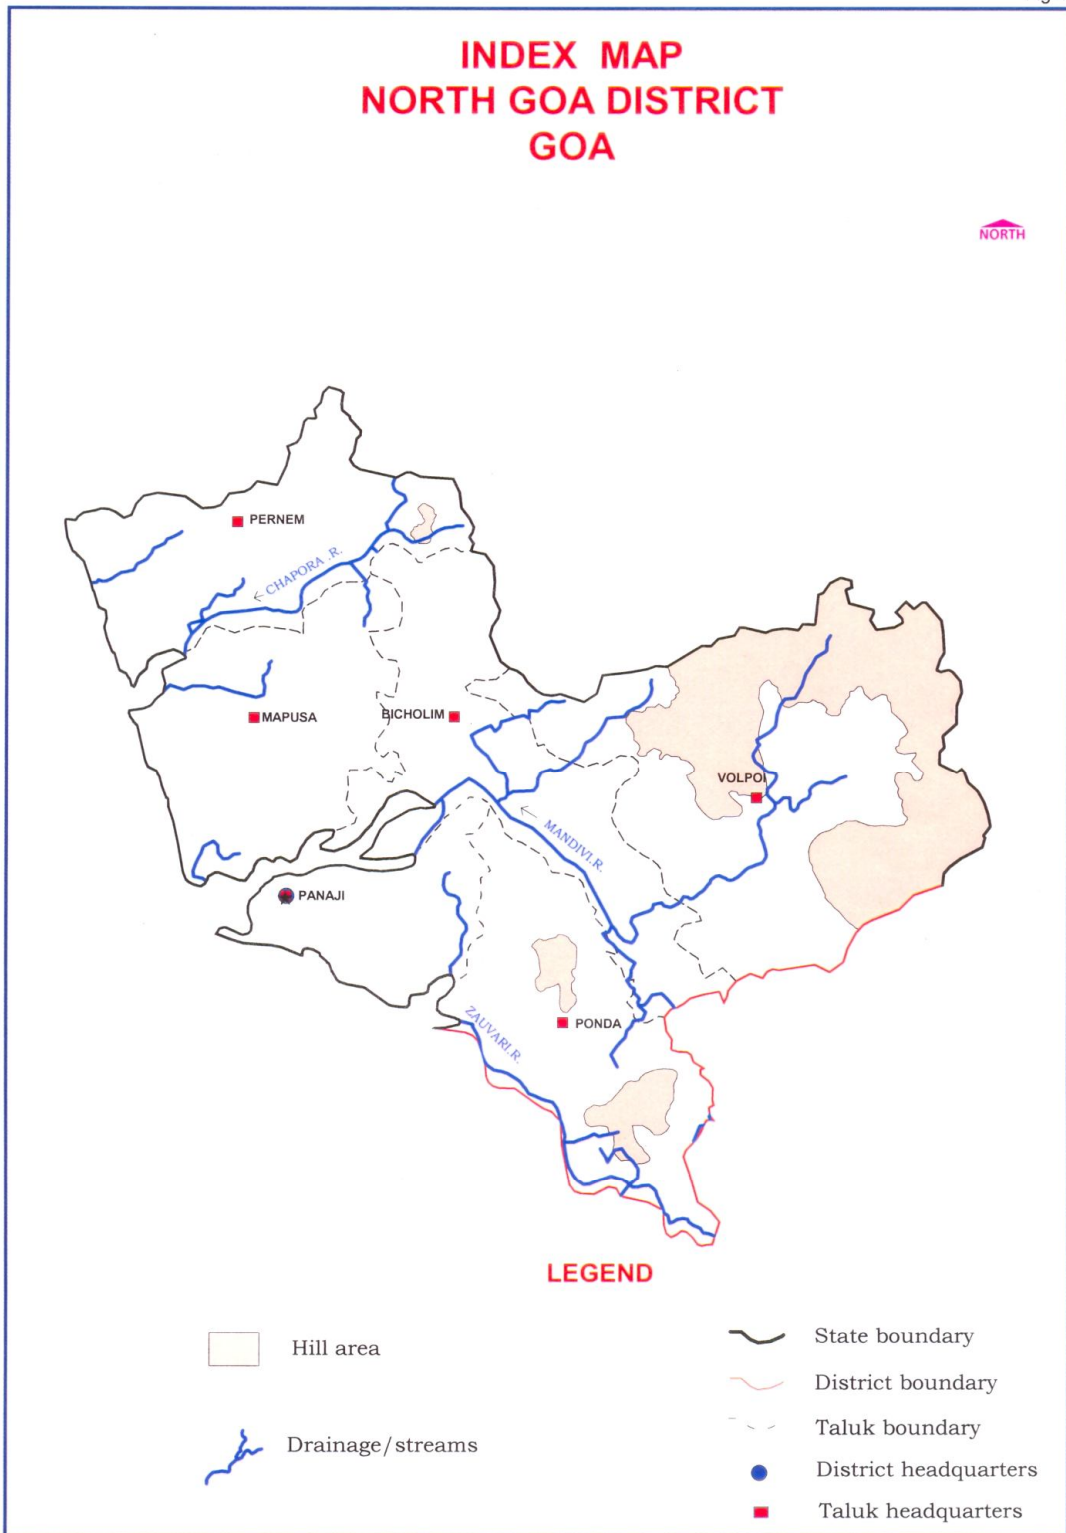 INDEX MAP
NORTH GOA DISTRICT
GOA
NORTH
PERNEM
← CHAPORA .R.
MAPUSA
BICHOLIM
VOLPOI
← MANDIVI.R.
PANAJI
PONDA
ZAUVARI.R.
LEGEND
Hill area
Drainage/streams
State boundary
District boundary
Taluk boundary
District headquarters
Taluk headquarters